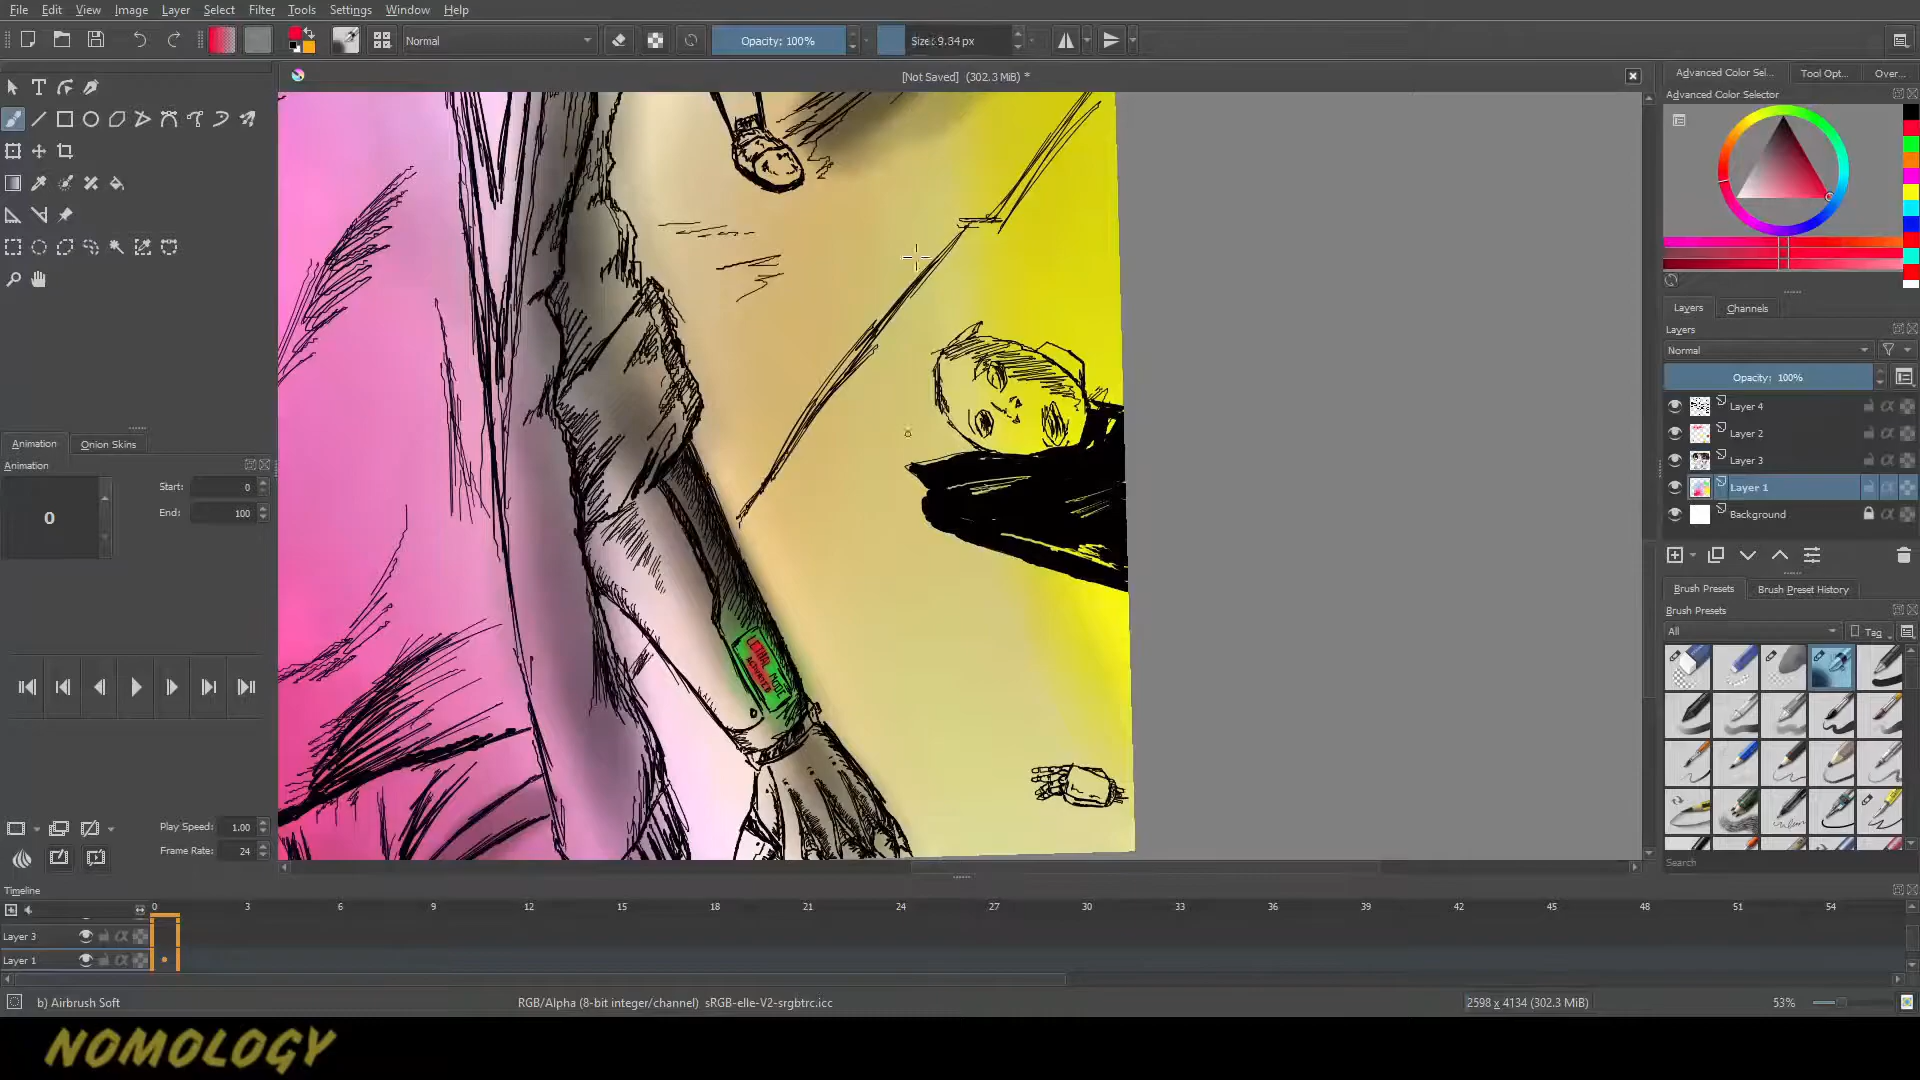 File Edit View Image Layer Select Filter Tools Settings Window Help
Normal
Opacity: 100%
Size: 9.84 px
[Not Saved] (302.3 MiB) *
Advanced Color Sel...
Tool Opt...
Over...
Advanced Color Selector
Layers
Channels
Layers
Normal
Opacity: 100%
Layer 4
Layer 2
Layer 3
Layer 1
Background
Brush Presets
Brush Preset History
Brush Presets
All
Tag
Search
Animation
Onion Skins
Animation
Start: 0
0
End: 100
Play Speed: 1.00
Frame Rate: 24
LETHAL MODE
ACTIVATED
Timeline
0 3 6 9 12 15 18 21 24 27 30 33 36 39 42 45 48 51 54
Layer 3
Layer 1
b) Airbrush Soft
RGB/Alpha (8-bit integer/channel) sRGB-elle-V2-srgbtrc.icc
2598 x 4134 (302.3 MiB)
53%
NOMOLOGY